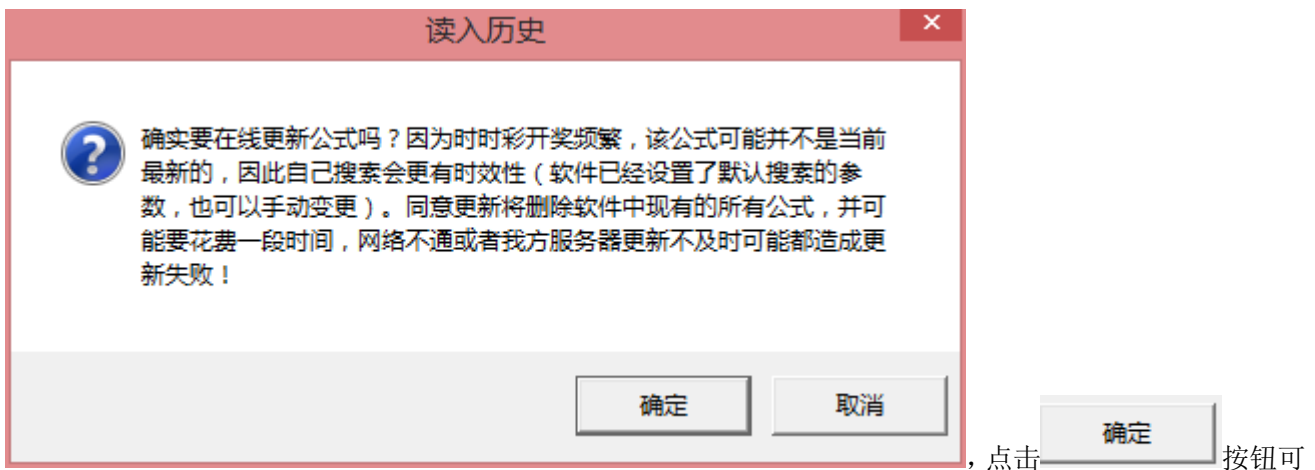 读入历史
确实要在线更新公式吗？因为时时彩开奖频繁，该公式可能并不是当前
最新的，因此自己搜索会更有时效性（软件已经设置了默认搜索的参
数，也可以手动变更）。同意更新将删除软件中现有的所有公式，并可
能要花费一段时间，网络不通或者我方服务器更新不及时可能都造成更
新失败！
确定 取消
，点击 确定 按钮可